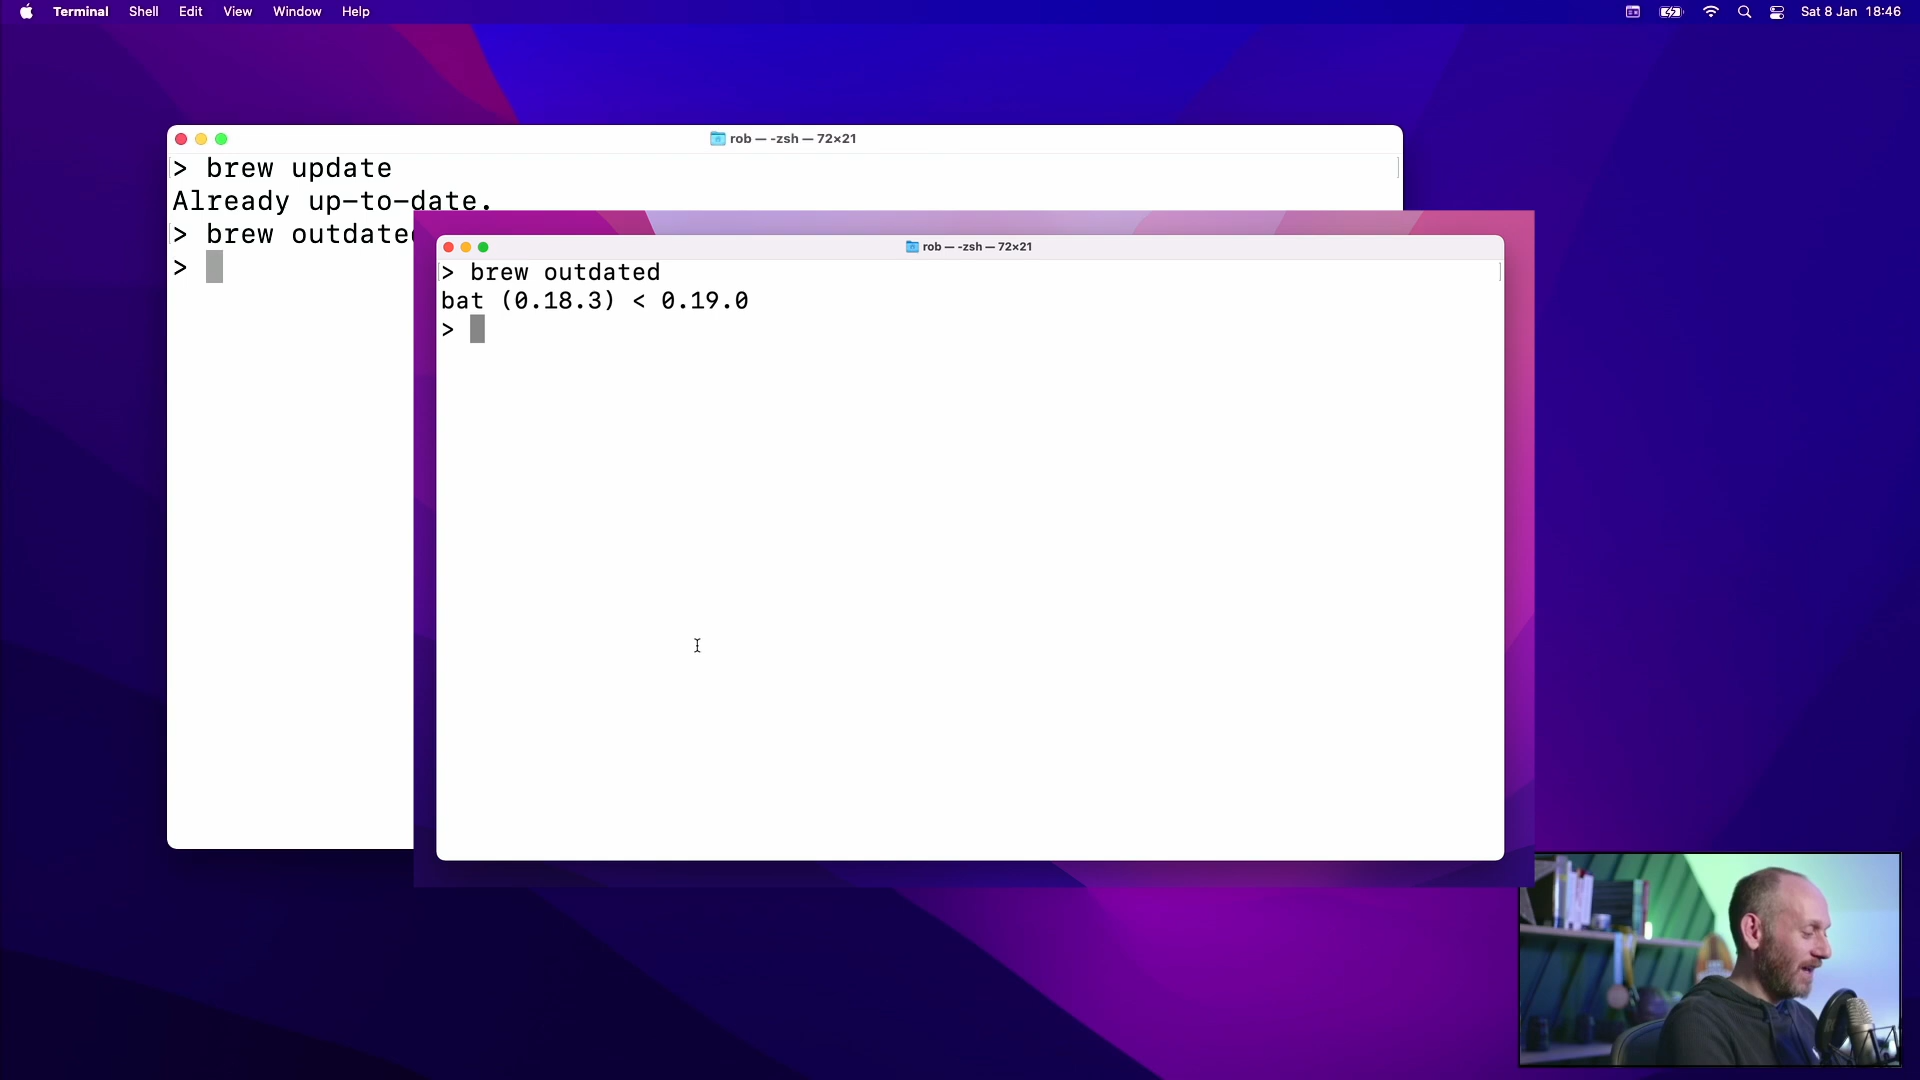 Terminal Shell Edit View Window Help Sat 8 Jan 18:46
rob — -zsh — 72×21
> brew update
Already up-to-date.
> brew outdated
>
rob — -zsh — 72×21
> brew outdated
bat (0.18.3) < 0.19.0
>